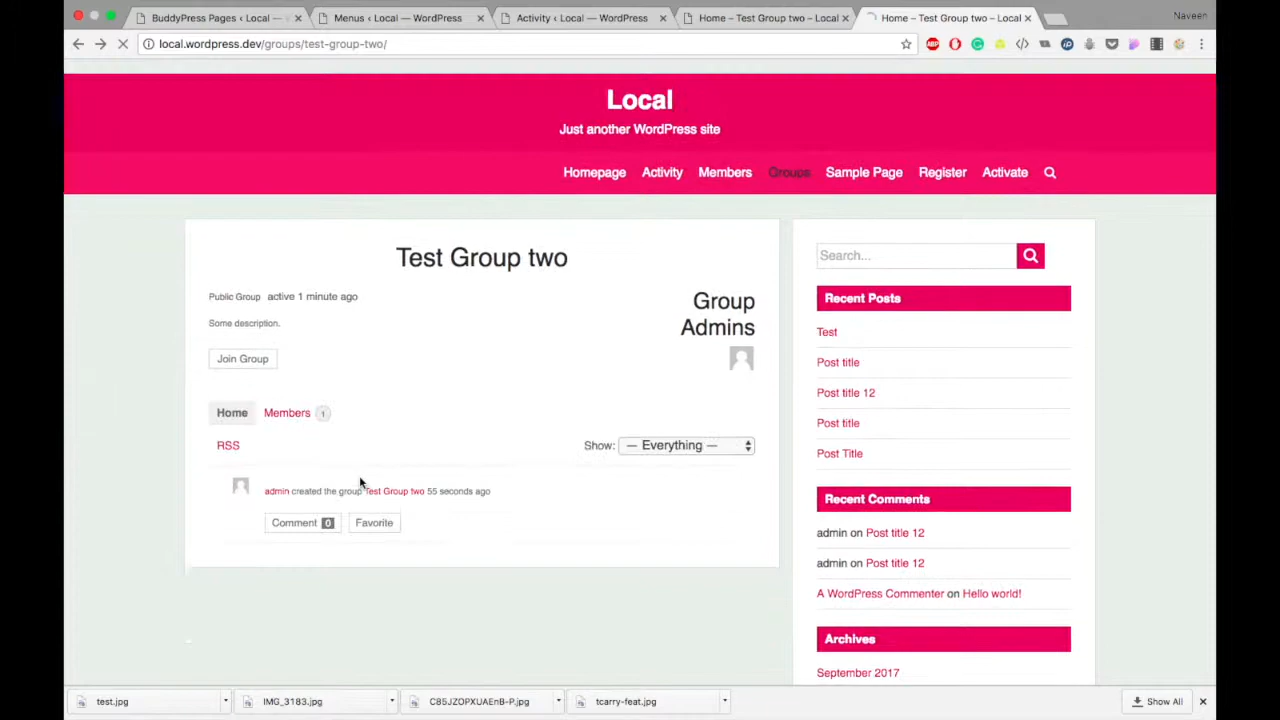 BuddyPress Pages ‹ Local —
Menus ‹ Local — WordPress
Activity ‹ Local — WordPress
Home – Test Group two – Local
Home – Test Group two – Local
Naveen
local.wordpress.dev/groups/test-group-two/
Local
Just another WordPress site
Homepage
Activity
Members
Groups
Sample Page
Register
Activate
Test Group two
Public Group active 1 minute ago
Some description.
Join Group
Group
Admins
Home
Members 1
RSS
Show: — Everything —
admin created the group Test Group two 55 seconds ago
Comment 0
Favorite
Search...
Recent Posts
Test
Post title
Post title 12
Post title
Post Title
Recent Comments
admin on Post title 12
admin on Post title 12
A WordPress Commenter on Hello world!
Archives
September 2017
test.jpg
IMG_3183.jpg
C85JZOPXUAEnB-P.jpg
tcarry-feat.jpg
Show All